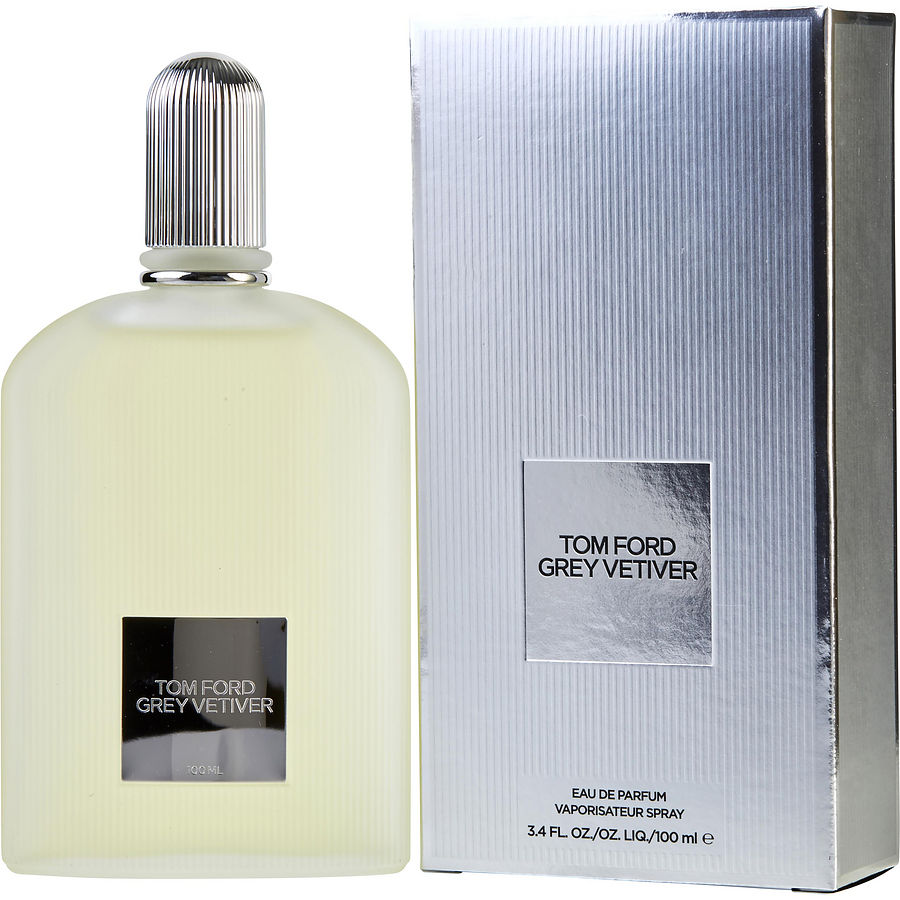 TOM FORD
GREY VETIVER
100 ML
TOM FORD
GREY VETIVER
EAU DE PARFUM
VAPORISATEUR SPRAY
3.4 FL. OZ./OZ. LIQ./100 ml ℮